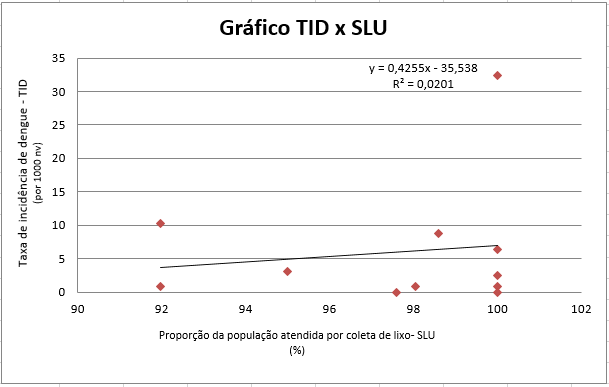 Gráfico TID x SLU
y = 0,4255x - 35,538
R² = 0,0201
Taxa de incidência de dengue - TID
(por 1000 nv)
35
30
25
20
15
10
5
0
90
92
94
96
98
100
102
Proporção da população atendida por coleta de lixo- SLU
(%)